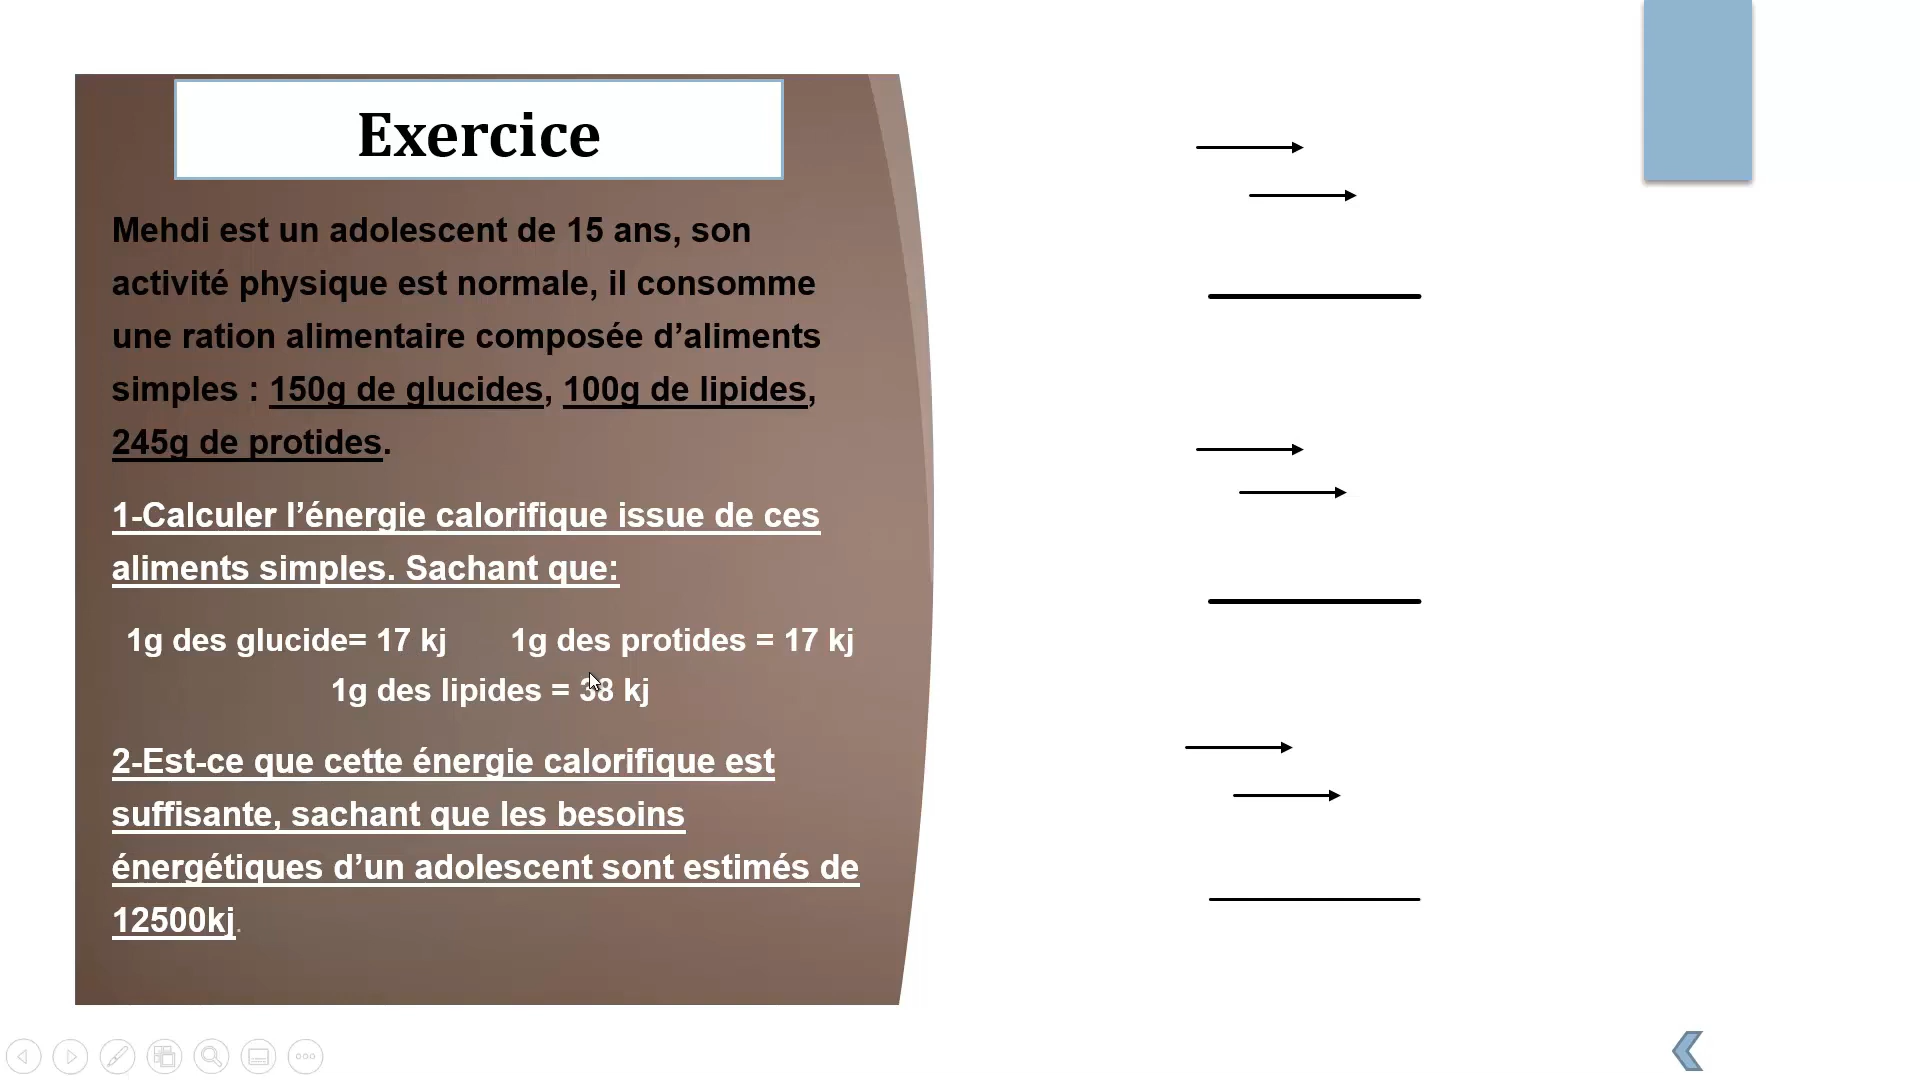 Exercice
Mehdi est un adolescent de 15 ans, son
activité physique est normale, il consomme
une ration alimentaire composée d’aliments
simples : 150g de glucides, 100g de lipides,
245g de protides.
1-Calculer l’énergie calorifique issue de ces
aliments simples. Sachant que:
1g des glucide= 17 kj 1g des protides = 17 kj
1g des lipides = 38 kj
2-Est-ce que cette énergie calorifique est
suffisante, sachant que les besoins
énergétiques d’un adolescent sont estimés de
12500kj.